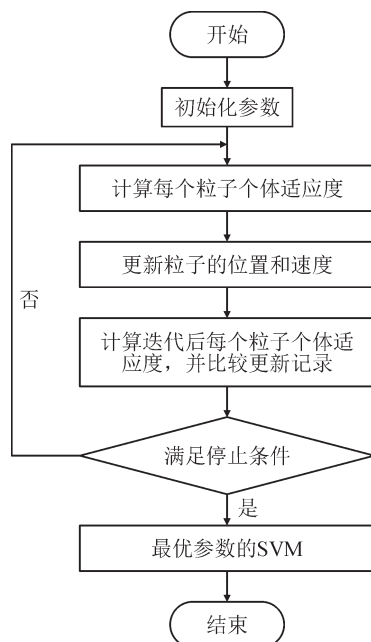 开始
初始化参数
计算每个粒子个体适应度
更新粒子的位置和速度
否
计算迭代后每个粒子个体适
应度，并比较更新记录
满足停止条件
是
最优参数的SVM
结束